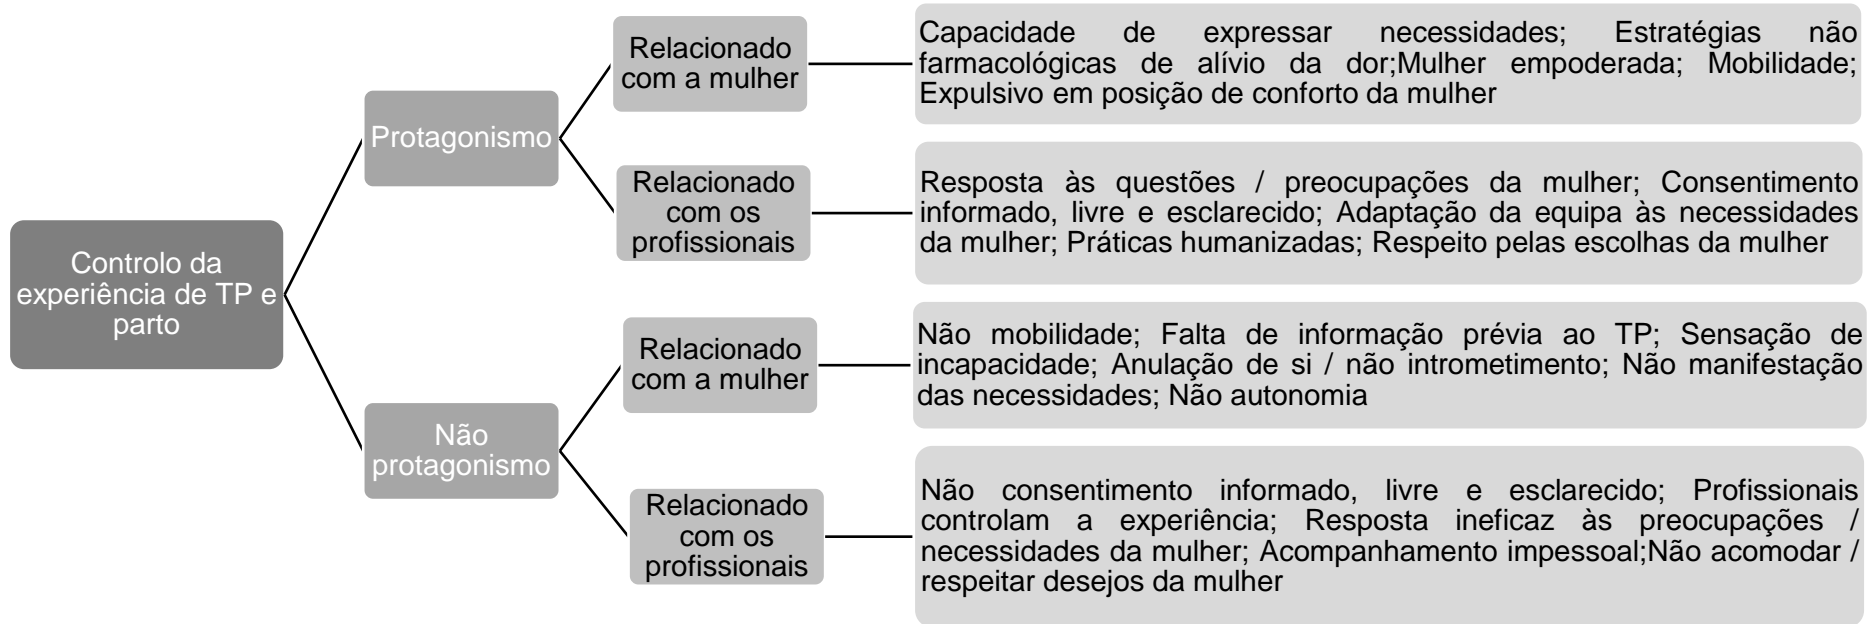 Controlo da
experiência de TP e
parto
Protagonismo
Relacionado
com a mulher
Capacidade de expressar necessidades; Estratégias não
farmacológicas de alívio da dor;Mulher empoderada; Mobilidade;
Expulsivo em posição de conforto da mulher
Relacionado
com os
profissionais
Resposta às questões / preocupações da mulher; Consentimento
informado, livre e esclarecido; Adaptação da equipa às necessidades
da mulher; Práticas humanizadas; Respeito pelas escolhas da mulher
Não
protagonismo
Relacionado
com a mulher
Não mobilidade; Falta de informação prévia ao TP; Sensação de
incapacidade; Anulação de si / não intrometimento; Não manifestação
das necessidades; Não autonomia
Relacionado
com os
profissionais
Não consentimento informado, livre e esclarecido; Profissionais
controlam a experiência; Resposta ineficaz às preocupações /
necessidades da mulher; Acompanhamento impessoal;Não acomodar /
respeitar desejos da mulher